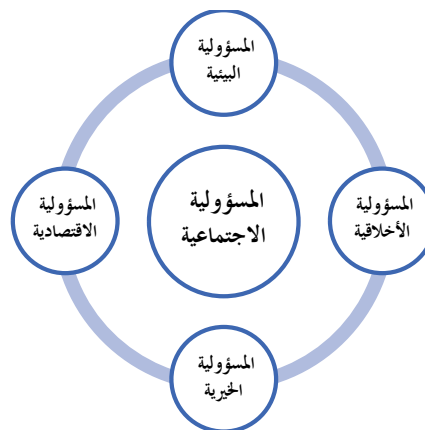 المسؤولية
البيئية
المسؤولية
الأخلاقية
المسؤولية
الاجتماعية
المسؤولية
الاقتصادية
المسؤولية
الخيرية